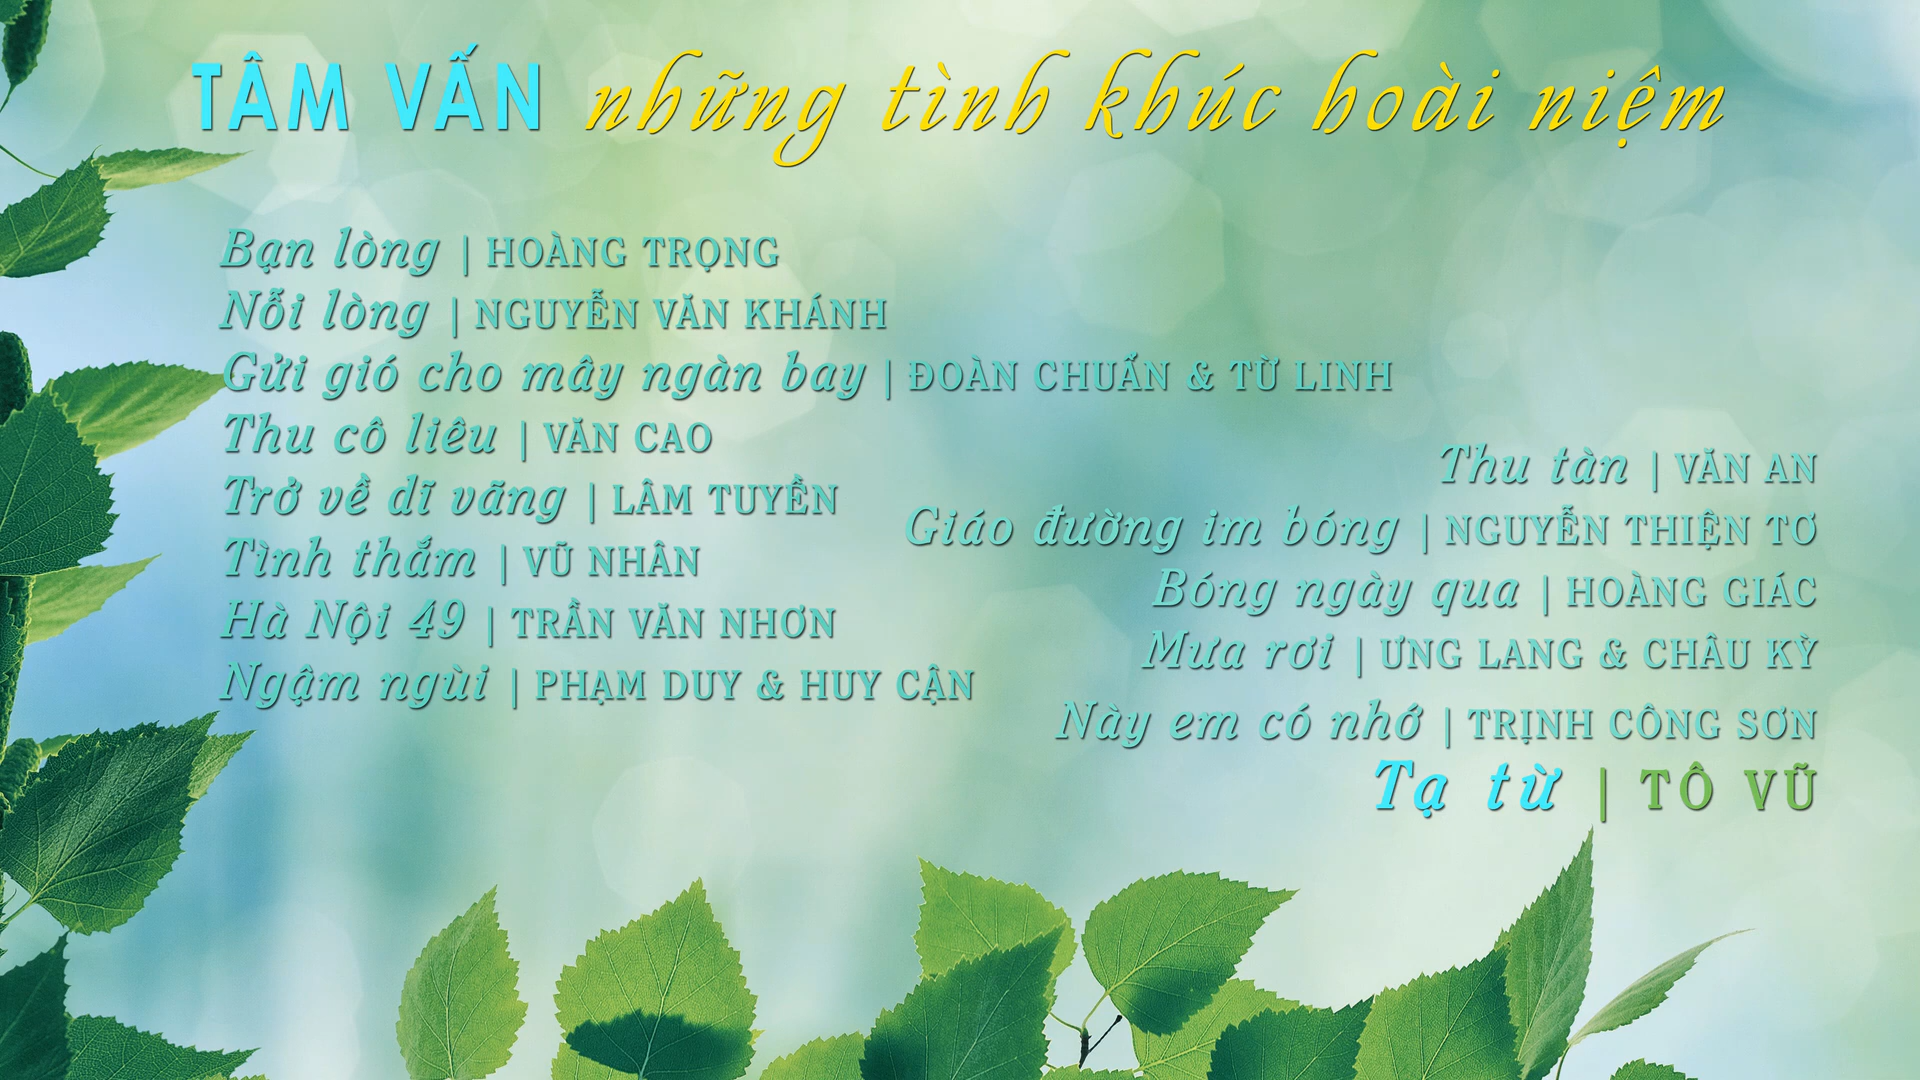 TÂM VẤN những tình khúc hoài niệm
Bạn lòng | HOÀNG TRỌNG
Nỗi lòng | NGUYỄN VĂN KHÁNH
Gửi gió cho mây ngàn bay | ĐOÀN CHUẨN & TỪ LINH
Thu cô liêu | VĂN CAO
Trở về dĩ vãng | LÂM TUYỀN
Tình thắm | VŨ NHÂN
Hà Nội 49 | TRẦN VĂN NHƠN
Ngậm ngùi | PHẠM DUY & HUY CẬN
Thu tàn | VĂN AN
Giáo đường im bóng | NGUYỄN THIỆN TƠ
Bóng ngày qua | HOÀNG GIÁC
Mưa rơi | ƯNG LANG & CHÂU KỲ
Này em có nhớ | TRỊNH CÔNG SƠN
Tạ từ | TÔ VŨ